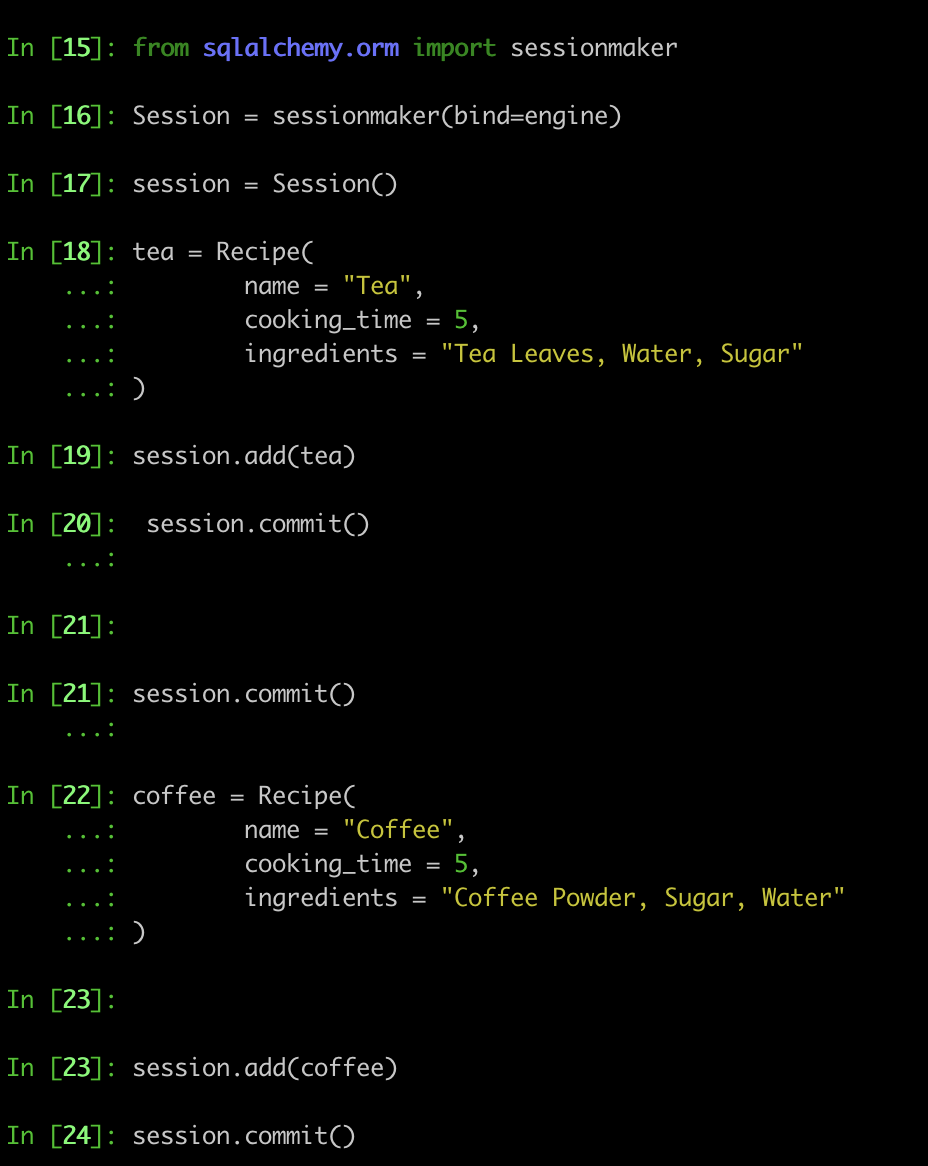 In [15]: from sqlalchemy.orm import sessionmaker
In [16]: Session = sessionmaker(bind=engine)
In [17]: session = Session()
In [18]: tea = Recipe(
    ...:         name = "Tea",
    ...:         cooking_time = 5,
    ...:         ingredients = "Tea Leaves, Water, Sugar"
    ...: )
In [19]: session.add(tea)
In [20]:  session.commit()
    ...:
In [21]:
In [21]: session.commit()
    ...:
In [22]: coffee = Recipe(
    ...:         name = "Coffee",
    ...:         cooking_time = 5,
    ...:         ingredients = "Coffee Powder, Sugar, Water"
    ...: )
In [23]:
In [23]: session.add(coffee)
In [24]: session.commit()